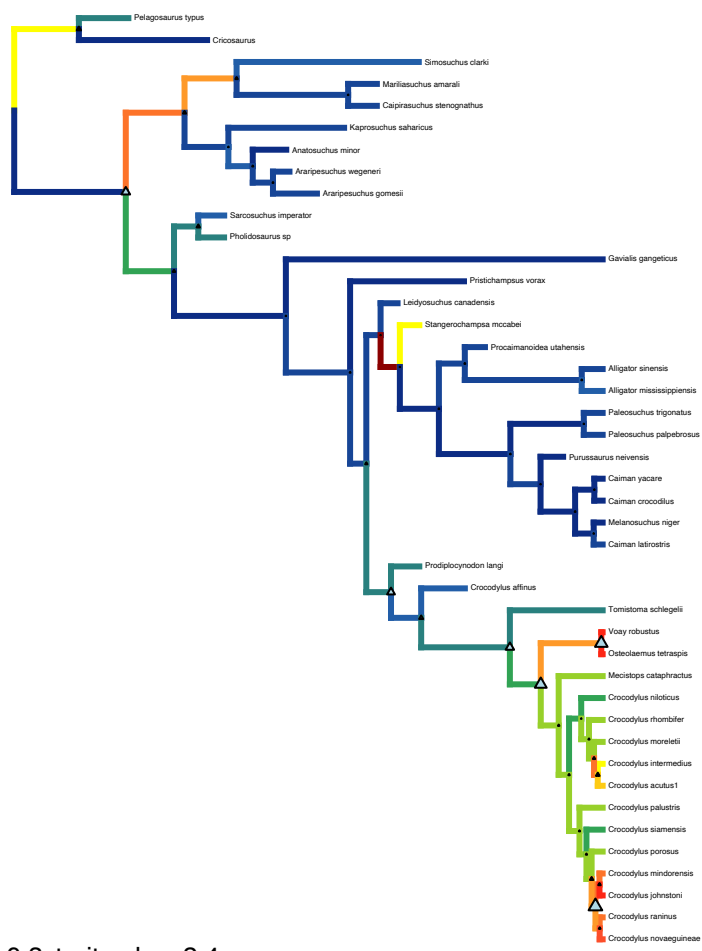 Pelagosaurus typus
Cricosaurus
Simosuchus clarki
Mariliasuchus amarali
Caipirasuchus stenognathus
Kaprosuchus saharicus
Anatosuchus minor
Araripesuchus wegeneri
Araripesuchus gomesii
Sarcosuchus imperator
Pholidosaurus sp
Gavialis gangeticus
Pristichampsus vorax
Leidyosuchus canadensis
Stangerochampsa mccabei
Procaimanoidea utahensis
Alligator sinensis
Alligator mississippiensis
Paleosuchus trigonatus
Paleosuchus palpebrosus
Purussaurus neivensis
Caiman yacare
Caiman crocodilus
Melanosuchus niger
Caiman latirostris
Prodiplocynodon langi
Crocodylus affinus
Tomistoma schlegelii
Voay robustus
Osteolaemus tetraspis
Mecistops cataphractus
Crocodylus niloticus
Crocodylus rhombifer
Crocodylus moreletii
Crocodylus intermedius
Crocodylus acutus1
Crocodylus palustris
Crocodylus siamensis
Crocodylus porosus
Crocodylus mindorensis
Crocodylus johnstoni
Crocodylus raninus
Crocodylus novaeguineae